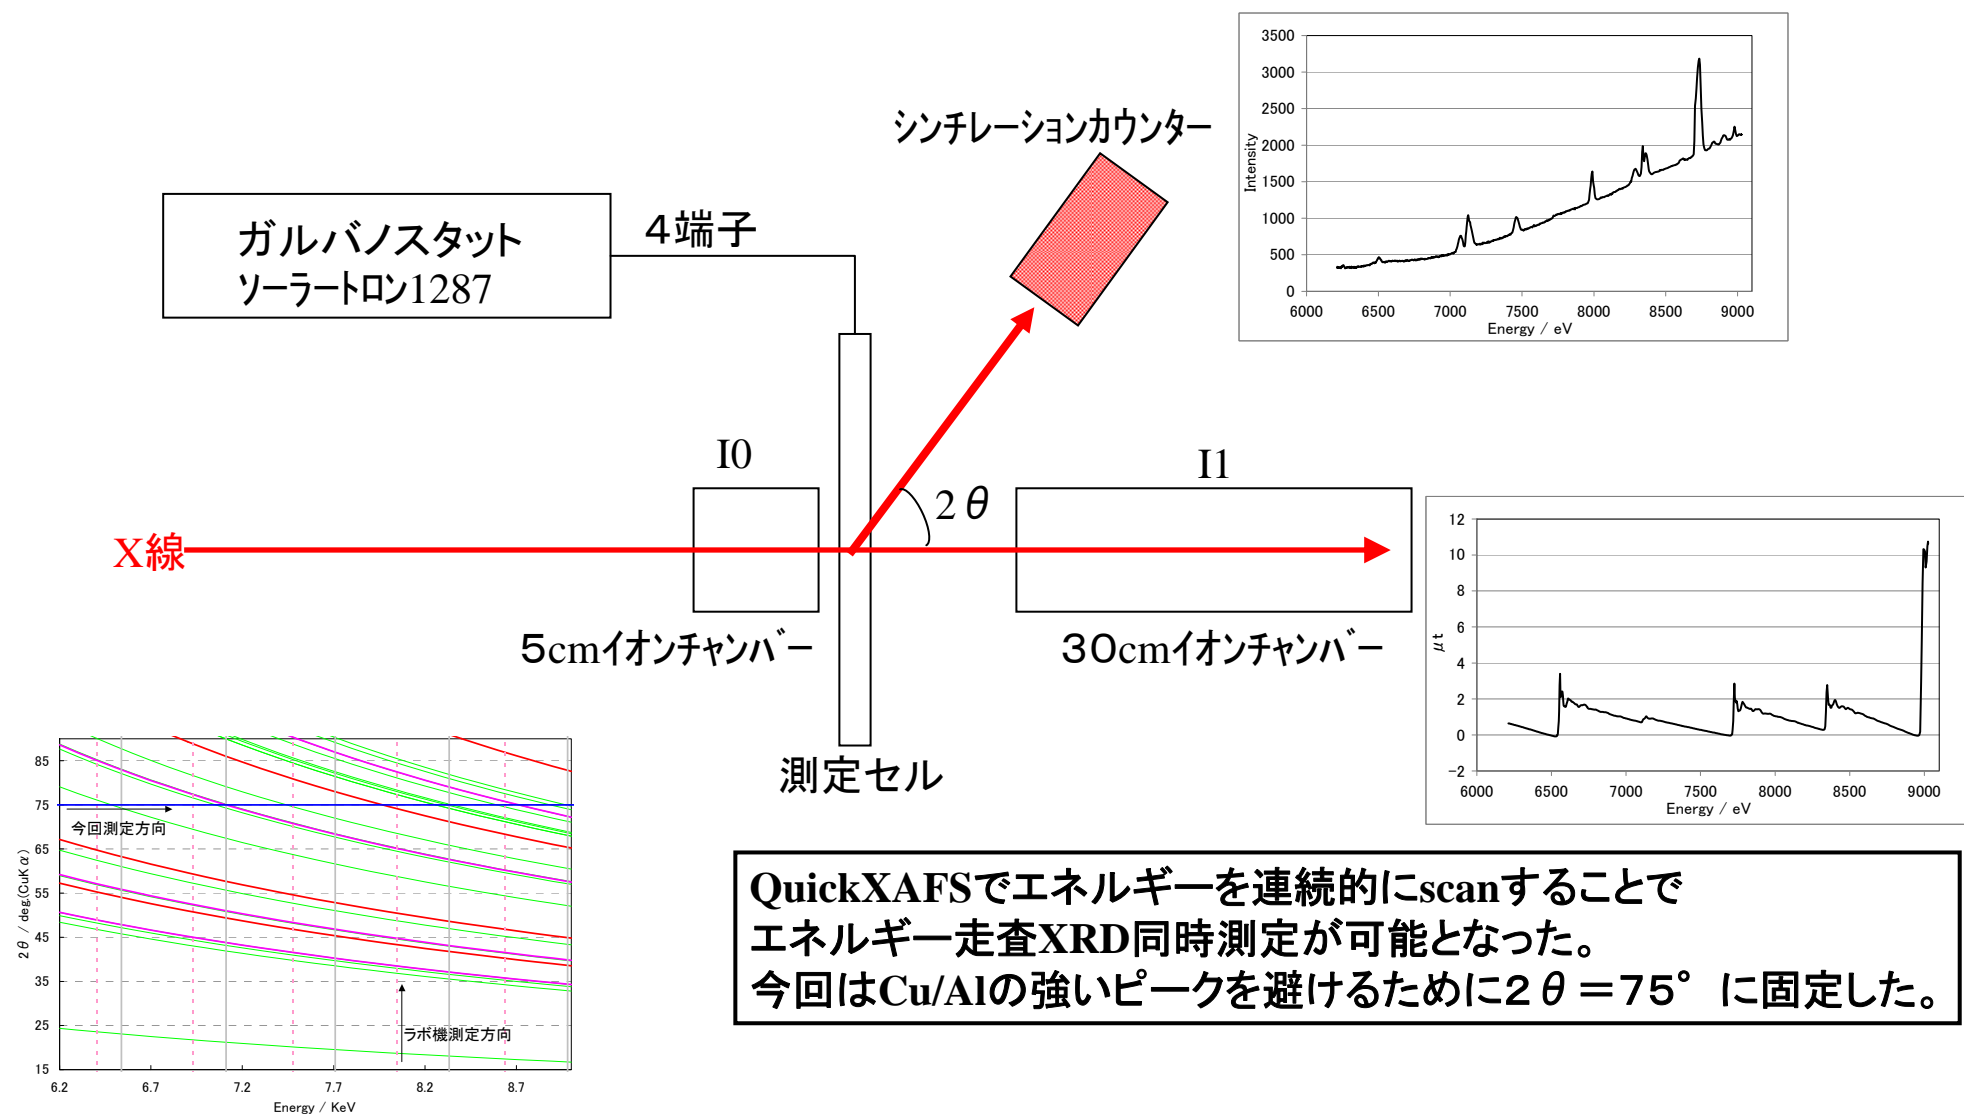 シンチレーションカウンター
ガルバノスタット
ソーラートロン1287
4端子
3500
3000
2500
2000
1500
1000
500
0
Intensity
6000 6500 7000 7500 8000 8500 9000
Energy / eV
I0
I1
2θ
X線
5cmイオンチャンバー
30cmイオンチャンバー
測定セル
12
10
8
6
4
2
0
-2
μt
6000 6500 7000 7500 8000 8500 9000
Energy / eV
85
75
65
55
45
35
25
15
2θ / deg.(CuKα)
今回測定方向
ラボ機測定方向
6.2 6.7 7.2 7.7 8.2 8.7
Energy / KeV
QuickXAFSでエネルギーを連続的にscanすることで
エネルギー走査XRD同時測定が可能となった。
今回はCu/Alの強いピークを避けるために2θ=75°に固定した。